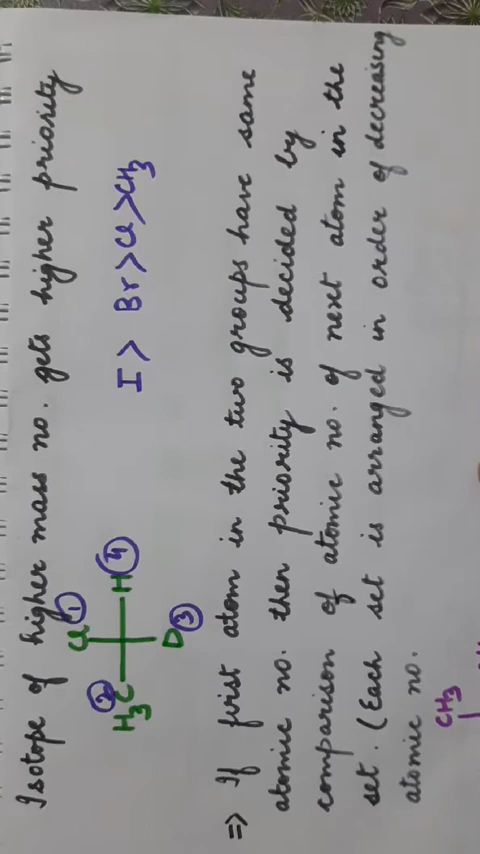 Isotope of higher mass no. gets higher priority
Cl ①
② H3C H ④
D ③
I > Br > Cl > CH3
⇒ If first atom in the two groups have same
atomic no. then priority is decided by
comparison of atomic no. of next atom in the
set. (Each set is arranged in order of decreasing
atomic no.
CH3